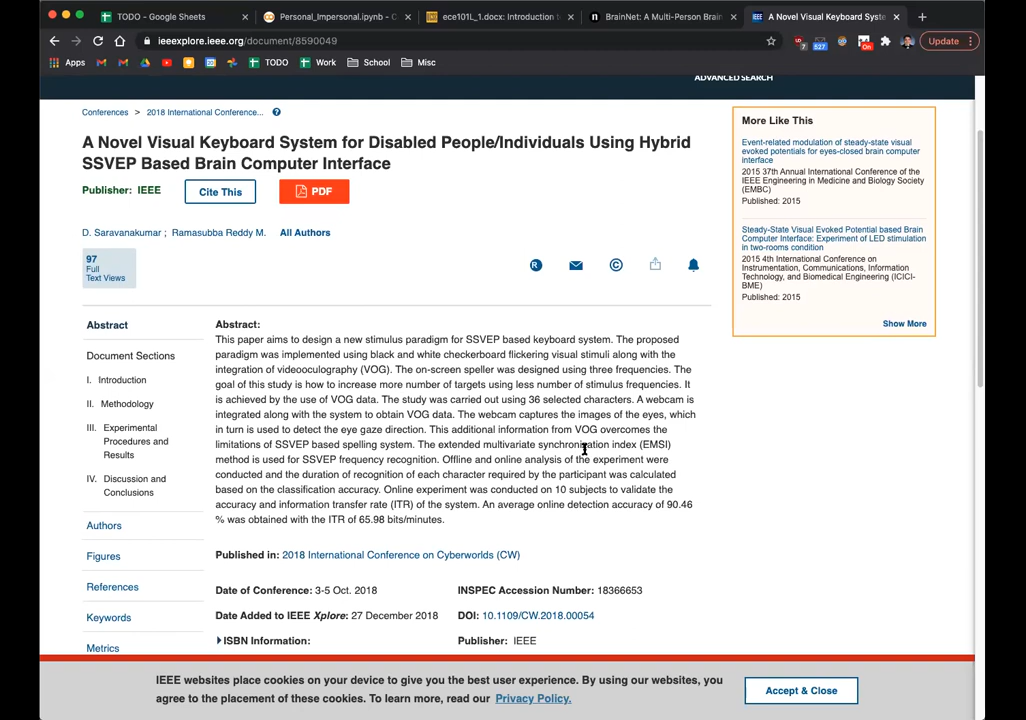 TODO - Google Sheets
Personal_Impersonal.ipynb - C
ece101L_1.docx: Introduction t
BrainNet: A Multi-Person Brain
A Novel Visual Keyboard Syste
ieeexplore.ieee.org/document/8590049
7
527
On
Update
Apps
TODO
Work
School
Misc
ADVANCED SEARCH
Conferences > 2018 International Conference...
A Novel Visual Keyboard System for Disabled People/Individuals Using Hybrid
SSVEP Based Brain Computer Interface
Publisher: IEEE
Cite This
PDF
D. Saravanakumar ; Ramasubba Reddy M. All Authors
97
Full
Text Views
R
©
Abstract
Document Sections
I. Introduction
II. Methodology
III. Experimental
Procedures and
Results
IV. Discussion and
Conclusions
Authors
Figures
References
Keywords
Metrics
Abstract:
This paper aims to design a new stimulus paradigm for SSVEP based keyboard system. The proposed
paradigm was implemented using black and white checkerboard flickering visual stimuli along with the
integration of videooculography (VOG). The on-screen speller was designed using three frequencies. The
goal of this study is how to increase more number of targets using less number of stimulus frequencies. It
is achieved by the use of VOG data. The study was carried out using 36 selected characters. A webcam is
integrated along with the system to obtain VOG data. The webcam captures the images of the eyes, which
in turn is used to detect the eye gaze direction. This additional information from VOG overcomes the
limitations of SSVEP based spelling system. The extended multivariate synchronisation index (EMSI)
method is used for SSVEP frequency recognition. Offline and online analysis of the experiment were
conducted and the duration of recognition of each character required by the participant was calculated
based on the classification accuracy. Online experiment was conducted on 10 subjects to validate the
accuracy and information transfer rate (ITR) of the system. An average online detection accuracy of 90.46
% was obtained with the ITR of 65.98 bits/minutes.
Published in: 2018 International Conference on Cyberworlds (CW)
Date of Conference: 3-5 Oct. 2018
INSPEC Accession Number: 18366653
Date Added to IEEE Xplore: 27 December 2018
DOI: 10.1109/CW.2018.00054
ISBN Information:
Publisher: IEEE
More Like This
Event-related modulation of steady-state visual
evoked potentials for eyes-closed brain computer
interface
2015 37th Annual International Conference of the
IEEE Engineering in Medicine and Biology Society
(EMBC)
Published: 2015
Steady-State Visual Evoked Potential based Brain
Computer Interface: Experiment of LED stimulation
in two-rooms condition
2015 4th International Conference on
Instrumentation, Communications, Information
Technology, and Biomedical Engineering (ICICI-
BME)
Published: 2015
Show More
IEEE websites place cookies on your device to give you the best user experience. By using our websites, you
agree to the placement of these cookies. To learn more, read our Privacy Policy.
Accept & Close